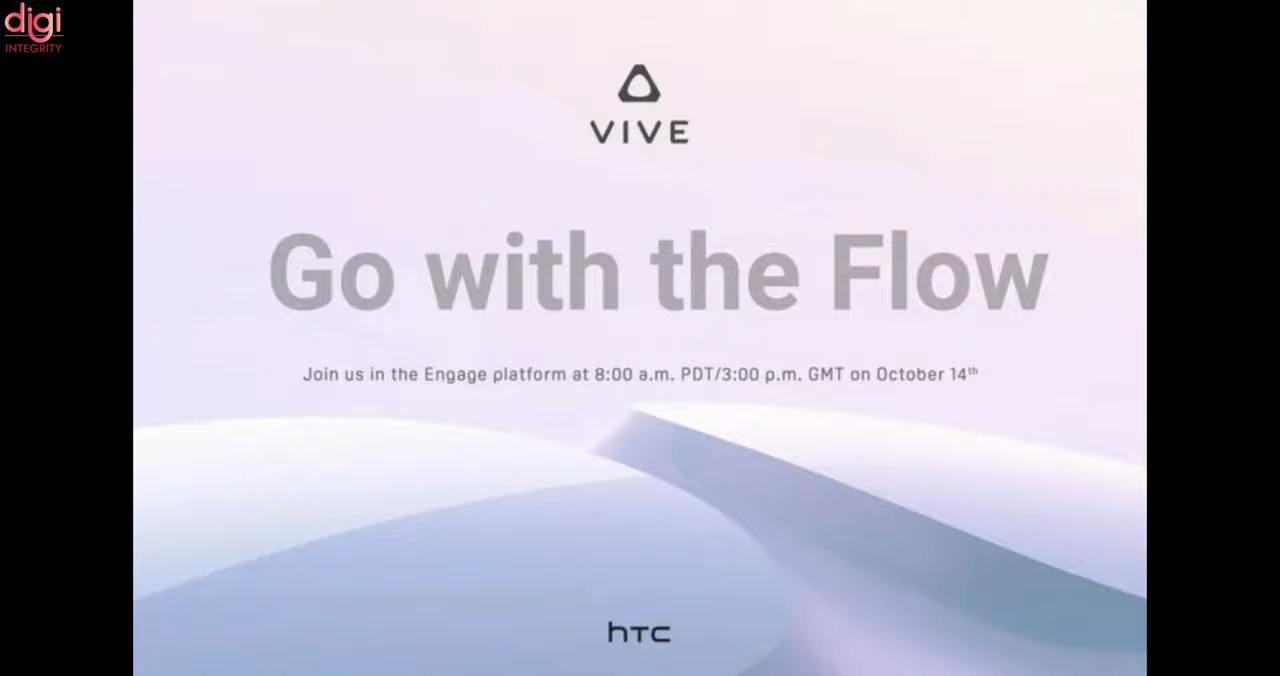 digi
INTEGRITY
VIVE
Go with the Flow
Join us in the Engage platform at 8:00 a.m. PDT/3:00 p.m. GMT on October 14th
htc